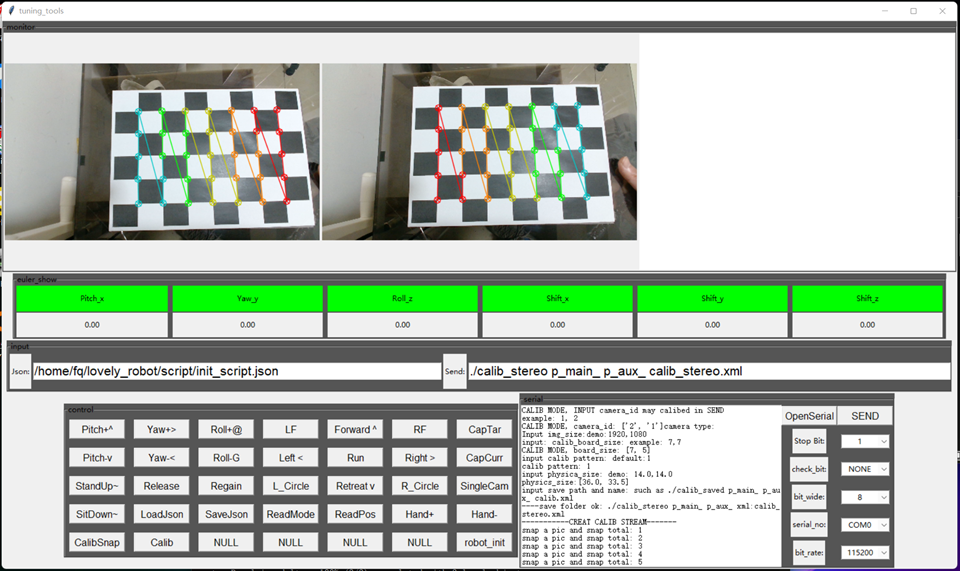 tuning_tools
monitor
euler_show
Pitch_x Yaw_y Roll_z Shift_x Shift_y Shift_z
0.00 0.00 0.00 0.00 0.00 0.00
input
Json: /home/fq/lovely_robot/script/init_script.json Send: ./calib_stereo p_main_ p_aux_ calib_stereo.xml
control
Pitch+^ Yaw+> Roll+@ LF Forward ^ RF CapTar
Pitch-v Yaw-< Roll-G Left < Run Right > CapCurr
StandUp~ Release Regain L_Circle Retreat v R_Circle SingleCam
SitDown~ LoadJson SaveJson ReadMode ReadPos Hand+ Hand-
CalibSnap Calib NULL NULL NULL NULL robot_init
serial
CALIB MODE, INPUT camera_id may calibed in SEND
example: 1, 2
CALIB MODE, camera_id: ['2', '1']camera type:
Input img_size:demo:1920,1080
input: calib_board_size: example: 7,7
CALIB MODE, board_size: [7, 5]
input calib pattern: default:1
calib pattern: 1
input physica_size: demo: 14.0,14.0
physics_size:[36.0, 33.5]
input save path and name: such as ./calib_saved p_main_ p_au
x_ calib.xml
----save folder ok: ./calib_stereo p_main_ p_aux_ xml:calib_
stereo.xml
-----------CREAT CALIB STREAM-------
snap a pic and snap total: 1
snap a pic and snap total: 2
snap a pic and snap total: 3
snap a pic and snap total: 4
snap a pic and snap total: 5
OpenSerial SEND
Stop Bit: 1
check_bit: NONE
bit_wide: 8
serial_no: COM0
bit_rate: 115200